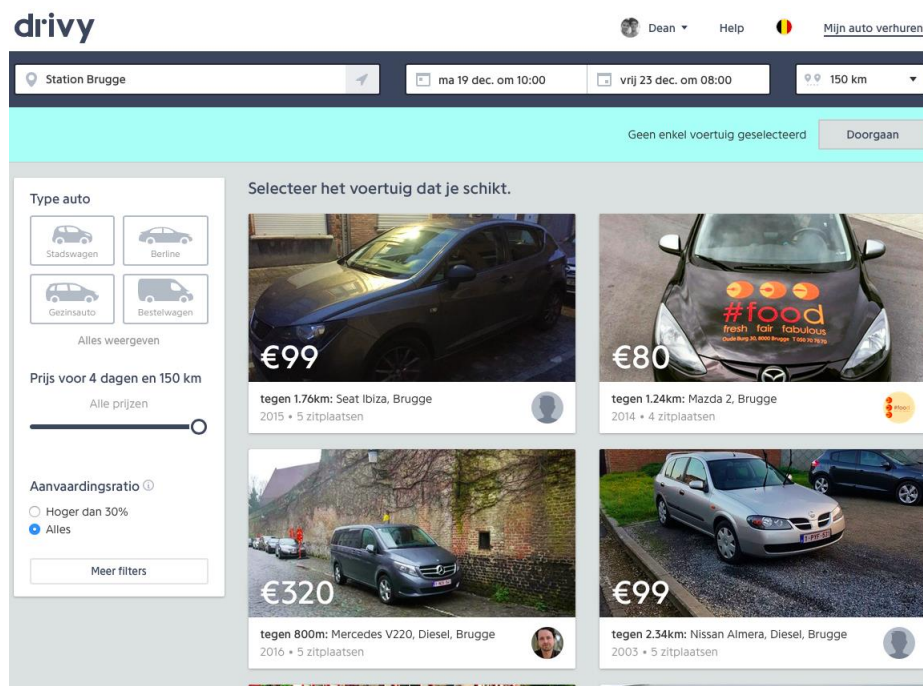 drivy
Dean
Help
Mijn auto verhuren
Station Brugge
ma 19 dec. om 10:00
vrij 23 dec. om 08:00
150 km
Geen enkel voertuig geselecteerd
Doorgaan
Type auto
Stadswagen
Berline
Gezinsauto
Bestelwagen
Alles weergeven
Prijs voor 4 dagen en 150 km
Alle prijzen
Aanvaardingsratio
Hoger dan 30%
Alles
Meer filters
Selecteer het voertuig dat je schikt.
€99
tegen 1.76km: Seat Ibiza, Brugge
2015 • 5 zitplaatsen
#food
fresh fair fabulous
Oude Burg 30, 8000 Brugge
€80
tegen 1.24km: Mazda 2, Brugge
2014 • 4 zitplaatsen
€320
tegen 800m: Mercedes V220, Diesel, Brugge
2016 • 5 zitplaatsen
€99
tegen 2.34km: Nissan Almera, Diesel, Brugge
2003 • 5 zitplaatsen